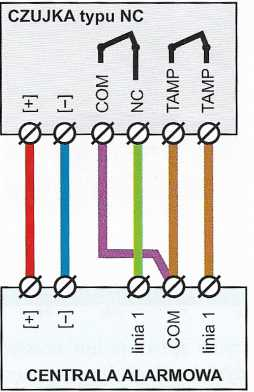 CZUJKA typu NC
[+]
[−]
COM
NC
TAMP
TAMP
[+]
[−]
linia 1
COM
linia 1
CENTRALA ALARMOWA